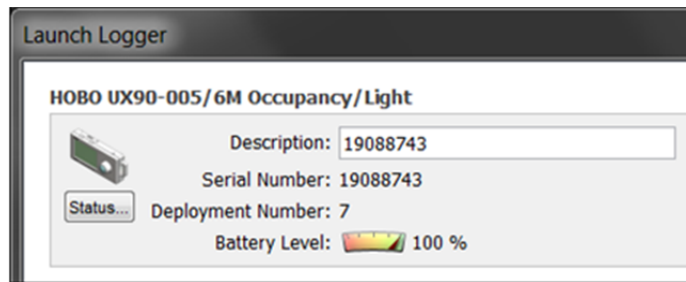 Launch Logger
HOBO UX90-005/6M Occupancy/Light
Description: 19088743
Serial Number: 19088743
Status... Deployment Number: 7
Battery Level: 100 %